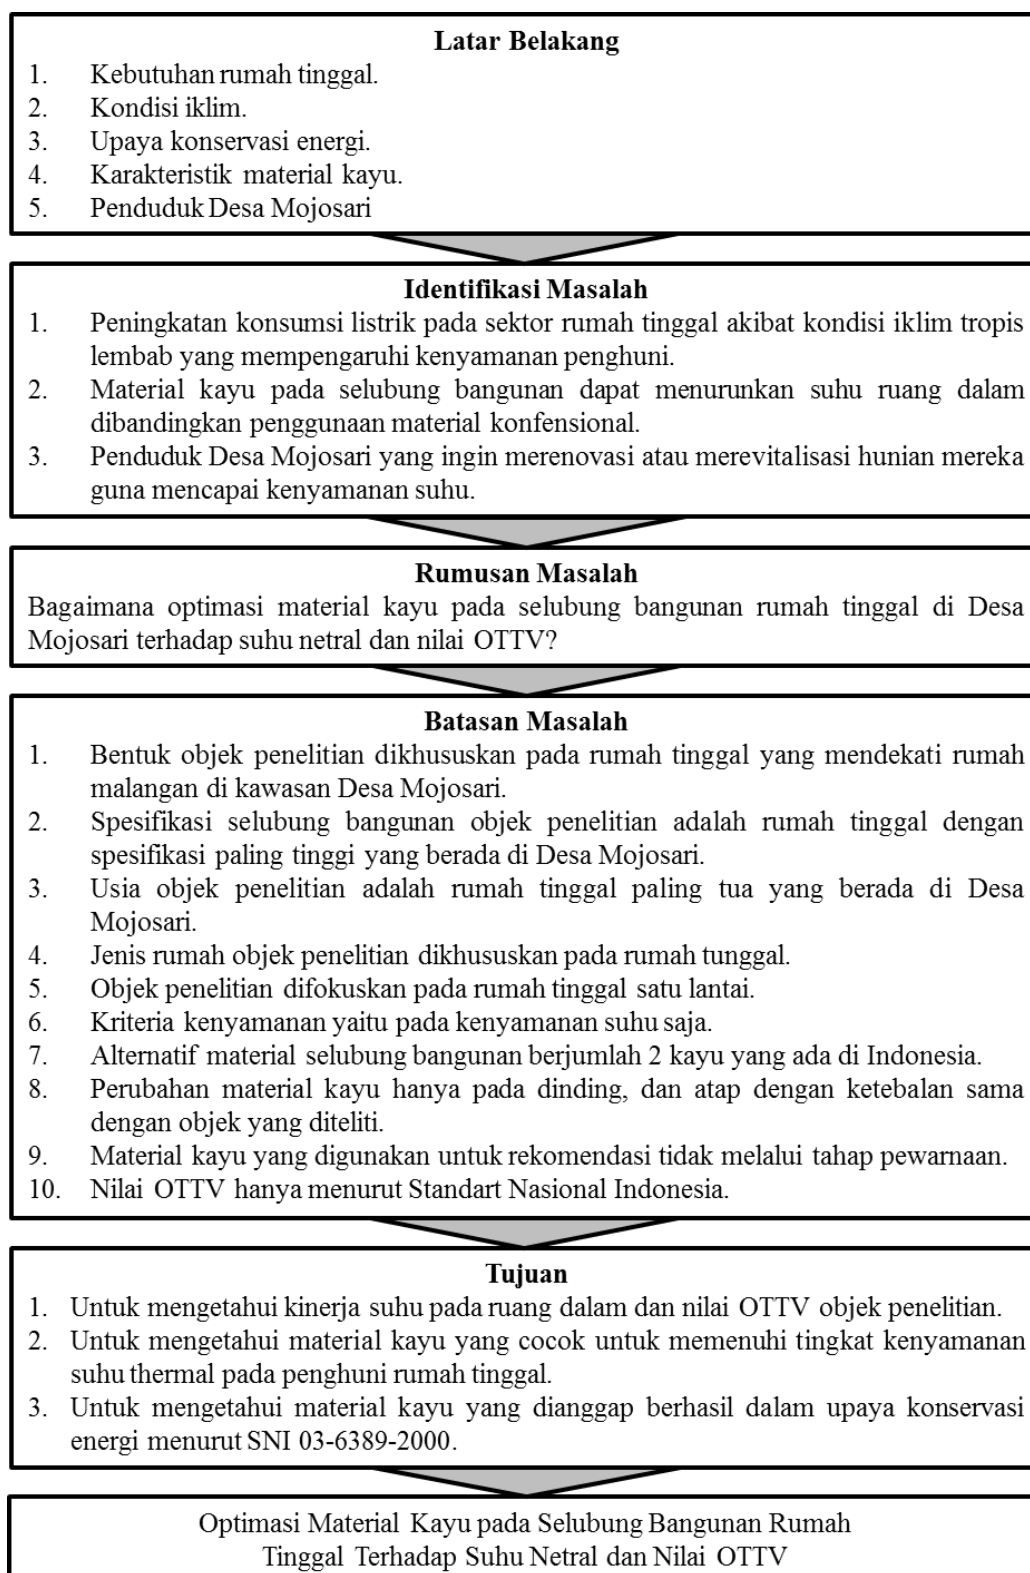 Latar Belakang
1. Kebutuhan rumah tinggal.
2. Kondisi iklim.
3. Upaya konservasi energi.
4. Karakteristik material kayu.
5. Penduduk Desa Mojosari
Identifikasi Masalah
1. Peningkatan konsumsi listrik pada sektor rumah tinggal akibat kondisi iklim tropis
lembab yang mempengaruhi kenyamanan penghuni.
2. Material kayu pada selubung bangunan dapat menurunkan suhu ruang dalam
dibandingkan penggunaan material konfensional.
3. Penduduk Desa Mojosari yang ingin merenovasi atau merevitalisasi hunian mereka
guna mencapai kenyamanan suhu.
Rumusan Masalah
Bagaimana optimasi material kayu pada selubung bangunan rumah tinggal di Desa
Mojosari terhadap suhu netral dan nilai OTTV?
Batasan Masalah
1. Bentuk objek penelitian dikhususkan pada rumah tinggal yang mendekati rumah
malangan di kawasan Desa Mojosari.
2. Spesifikasi selubung bangunan objek penelitian adalah rumah tinggal dengan
spesifikasi paling tinggi yang berada di Desa Mojosari.
3. Usia objek penelitian adalah rumah tinggal paling tua yang berada di Desa
Mojosari.
4. Jenis rumah objek penelitian dikhususkan pada rumah tunggal.
5. Objek penelitian difokuskan pada rumah tinggal satu lantai.
6. Kriteria kenyamanan yaitu pada kenyamanan suhu saja.
7. Alternatif material selubung bangunan berjumlah 2 kayu yang ada di Indonesia.
8. Perubahan material kayu hanya pada dinding, dan atap dengan ketebalan sama
dengan objek yang diteliti.
9. Material kayu yang digunakan untuk rekomendasi tidak melalui tahap pewarnaan.
10. Nilai OTTV hanya menurut Standart Nasional Indonesia.
Tujuan
1. Untuk mengetahui kinerja suhu pada ruang dalam dan nilai OTTV objek penelitian.
2. Untuk mengetahui material kayu yang cocok untuk memenuhi tingkat kenyamanan
suhu thermal pada penghuni rumah tinggal.
3. Untuk mengetahui material kayu yang dianggap berhasil dalam upaya konservasi
energi menurut SNI 03-6389-2000.
Optimasi Material Kayu pada Selubung Bangunan Rumah
Tinggal Terhadap Suhu Netral dan Nilai OTTV